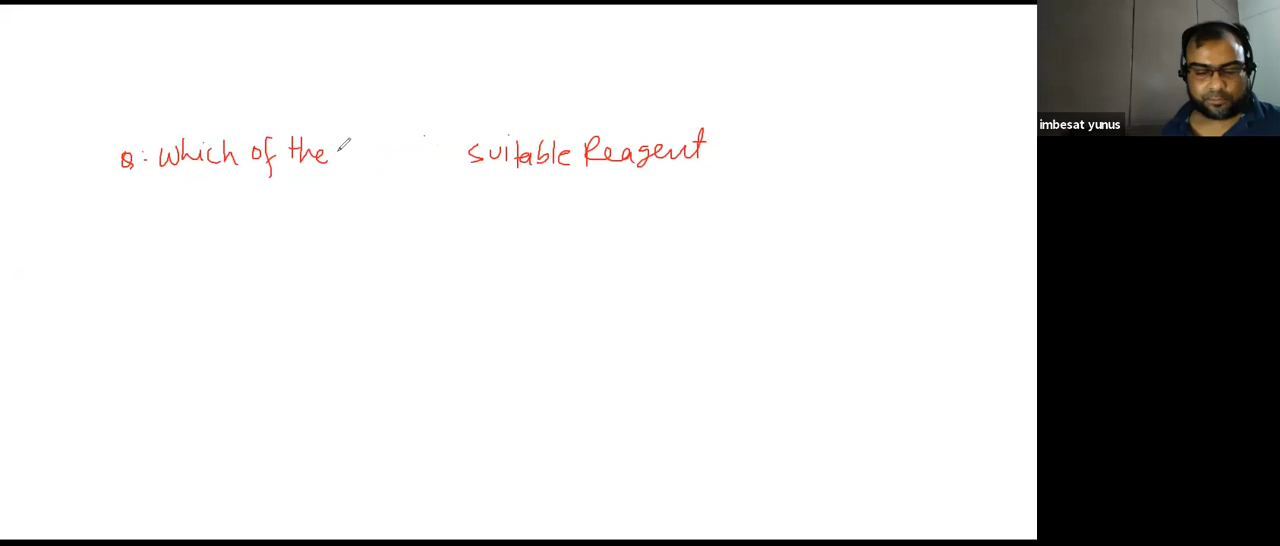 Q: Which of the suitable Reagent
imbesat yunus